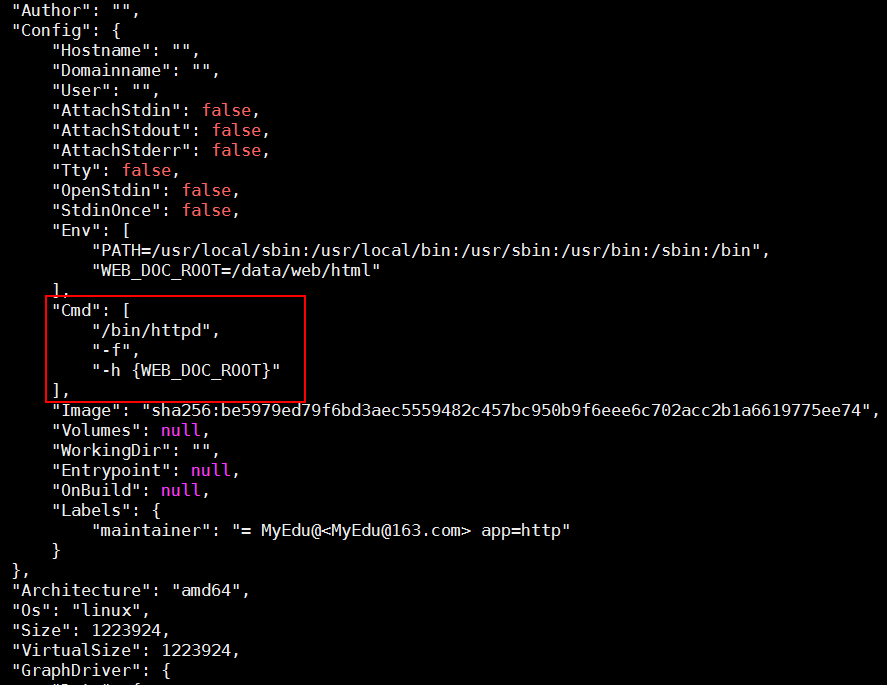 "Author": "",
"Config": {
"Hostname": "",
"Domainname": "",
"User": "",
"AttachStdin": false,
"AttachStdout": false,
"AttachStderr": false,
"Tty": false,
"OpenStdin": false,
"StdinOnce": false,
"Env": [
"PATH=/usr/local/sbin:/usr/local/bin:/usr/sbin:/usr/bin:/sbin:/bin",
"WEB_DOC_ROOT=/data/web/html"
],
"Cmd": [
"/bin/httpd",
"-f",
"-h {WEB_DOC_ROOT}"
],
"Image": "sha256:be5979ed79f6bd3aec5559482c457bc950b9f6eee6c702acc2b1a6619775ee74",
"Volumes": null,
"WorkingDir": "",
"Entrypoint": null,
"OnBuild": null,
"Labels": {
"maintainer": "= MyEdu@<MyEdu@163.com> app=http"
}
},
"Architecture": "amd64",
"Os": "linux",
"Size": 1223924,
"VirtualSize": 1223924,
"GraphDriver": {